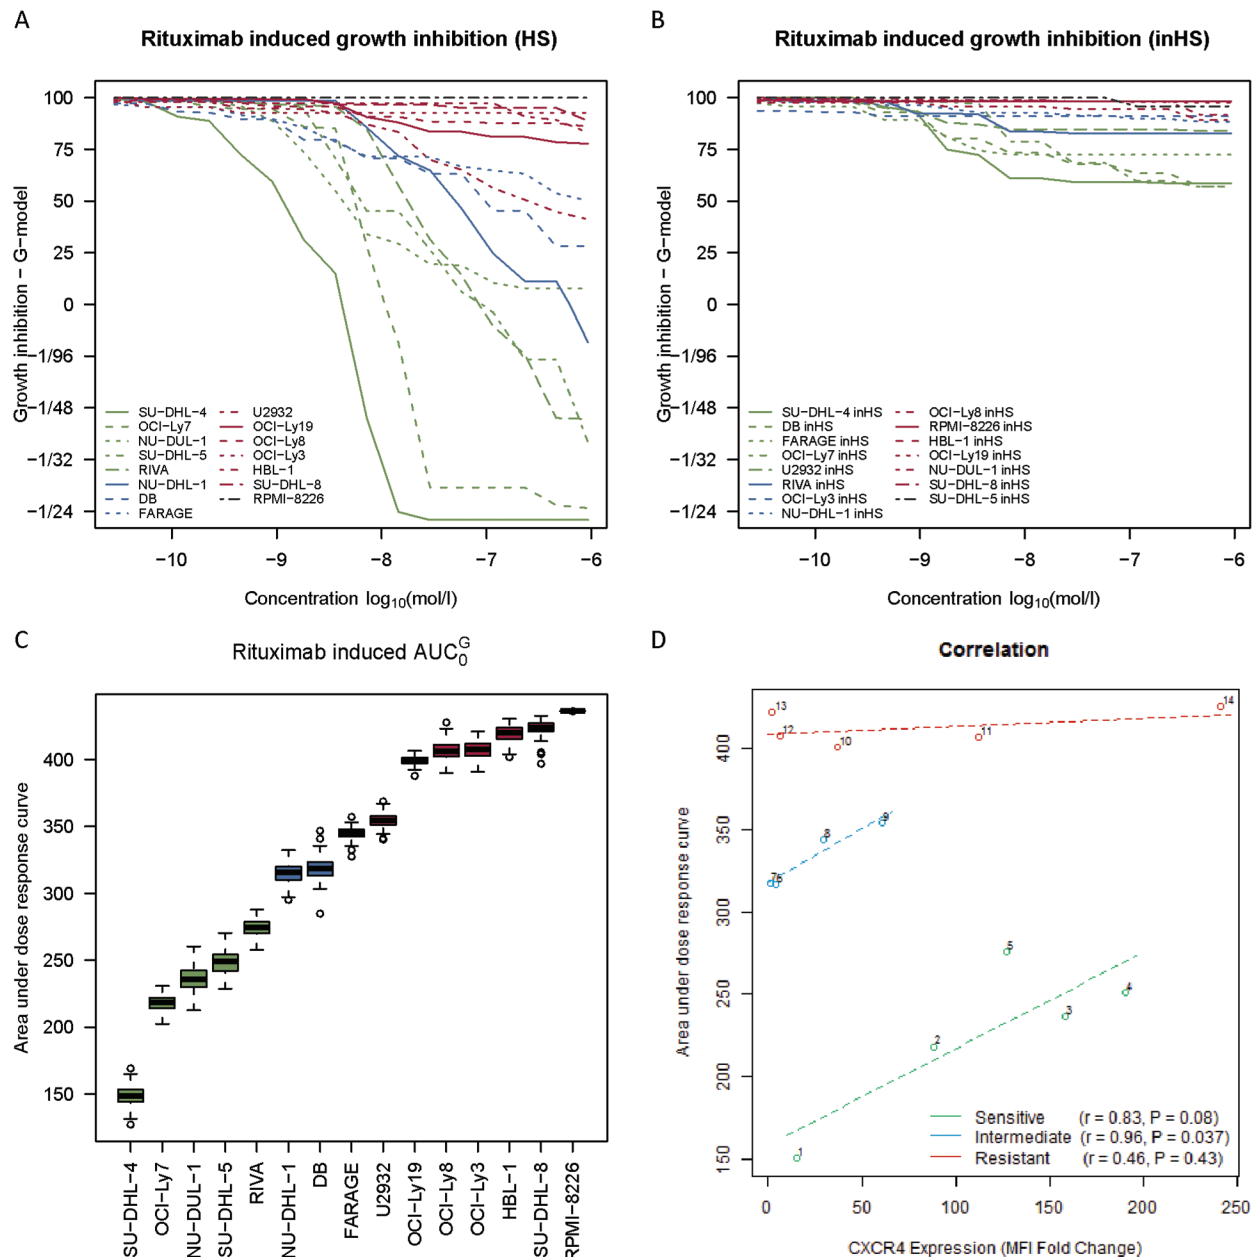 A
Rituximab induced growth inhibition (HS)
Growth inhibition − G−model
100
75
50
25
0
−1/96
−1/48
−1/32
−1/24
SU−DHL−4
OCI−Ly7
NU−DUL−1
SU−DHL−5
RIVA
NU−DHL−1
DB
FARAGE
U2932
OCI−Ly19
OCI−Ly8
OCI−Ly3
HBL−1
SU−DHL−8
RPMI−8226
−10
−9
−8
−7
−6
Concentration log10(mol/l)
B
Rituximab induced growth inhibition (inHS)
Growth inhibition − G−model
100
75
50
25
0
−1/96
−1/48
−1/32
−1/24
SU−DHL−4 inHS
DB inHS
FARAGE inHS
OCI−Ly7 inHS
U2932 inHS
RIVA inHS
OCI−Ly3 inHS
NU−DHL−1 inHS
OCI−Ly8 inHS
RPMI−8226 inHS
HBL−1 inHS
OCI−Ly19 inHS
NU−DUL−1 inHS
SU−DHL−8 inHS
SU−DHL−5 inHS
−10
−9
−8
−7
−6
Concentration log10(mol/l)
C
Rituximab induced AUC0G
Area under dose response curve
400
350
300
250
200
150
SU−DHL−4
OCI−Ly7
NU−DUL−1
SU−DHL−5
RIVA
NU−DHL−1
DB
FARAGE
U2932
OCI−Ly19
OCI−Ly8
OCI−Ly3
HBL−1
SU−DHL−8
RPMI−8226
D
Correlation
Area under dose response curve
400
350
300
250
200
150
13
12
10
11
14
7
6
8
9
5
4
3
2
1
Sensitive (r = 0.83, P = 0.08)
Intermediate (r = 0.96, P = 0.037)
Resistant (r = 0.46, P = 0.43)
0
50
100
150
200
250
CXCR4 Expression (MFI Fold Change)